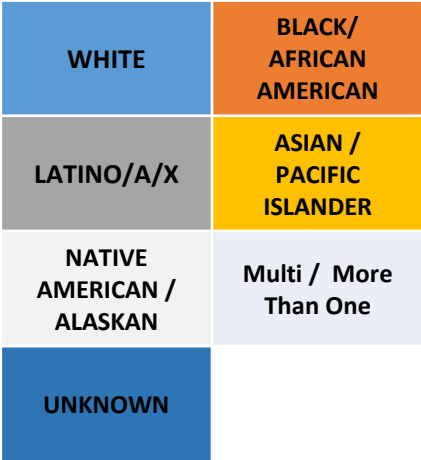 WHITE
BLACK/
AFRICAN
AMERICAN
LATINO/A/X
ASIAN /
PACIFIC
ISLANDER
NATIVE
AMERICAN /
ALASKAN
Multi / More
Than One
UNKNOWN